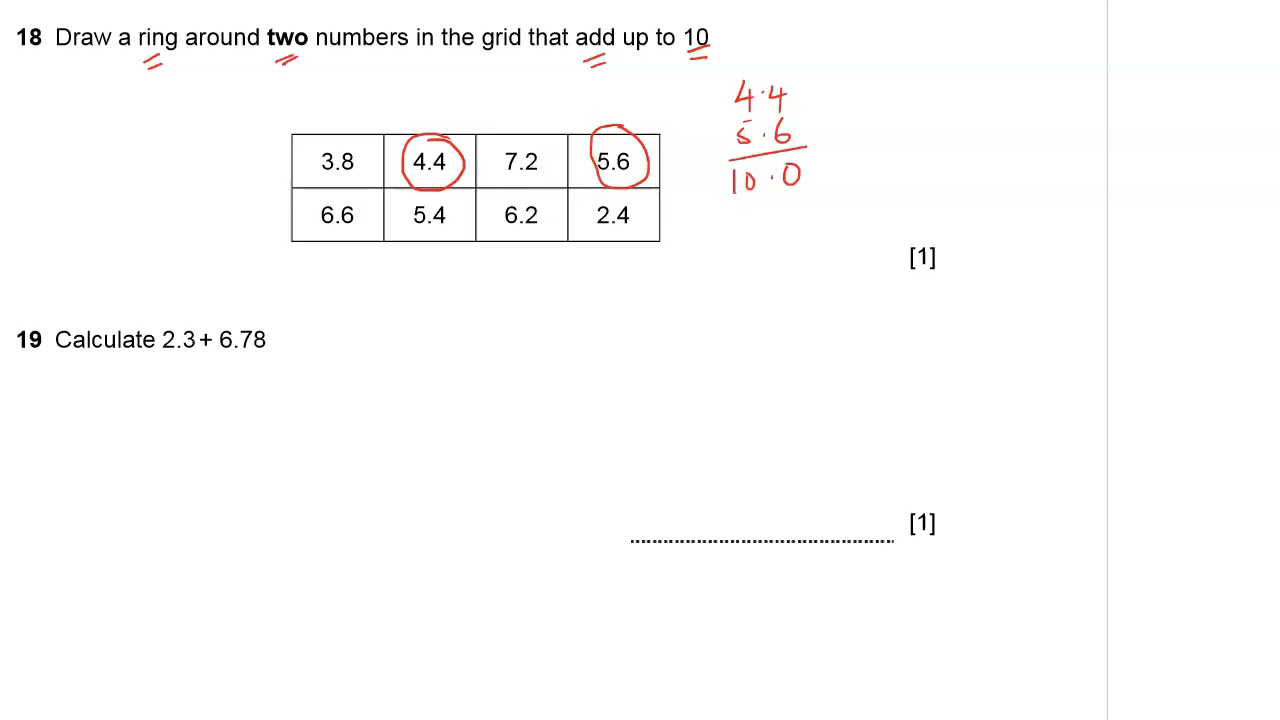 18 Draw a ring around two numbers in the grid that add up to 10
4.4
5.6
10.0
3.8 4.4 7.2 5.6
6.6 5.4 6.2 2.4
[1]
19 Calculate 2.3 + 6.78
[1]